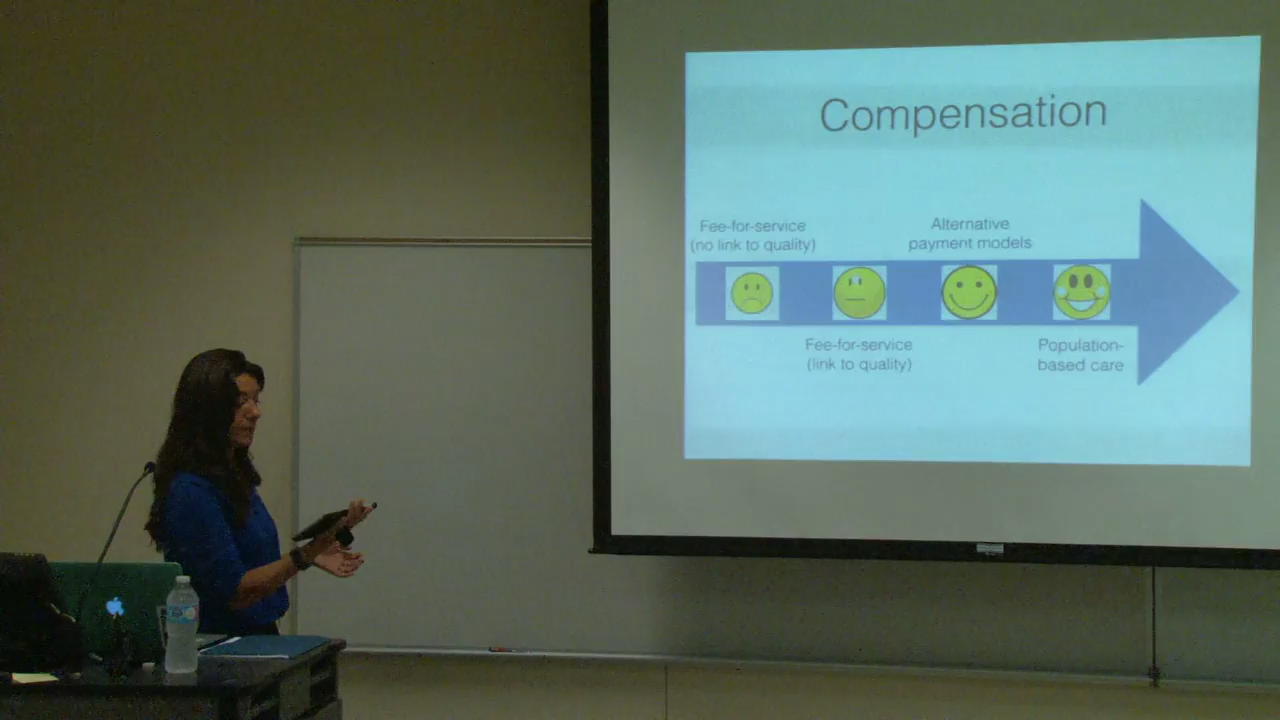 Compensation
Fee-for-service
(no link to quality)
Alternative
payment models
Fee-for-service
(link to quality)
Population-
based care